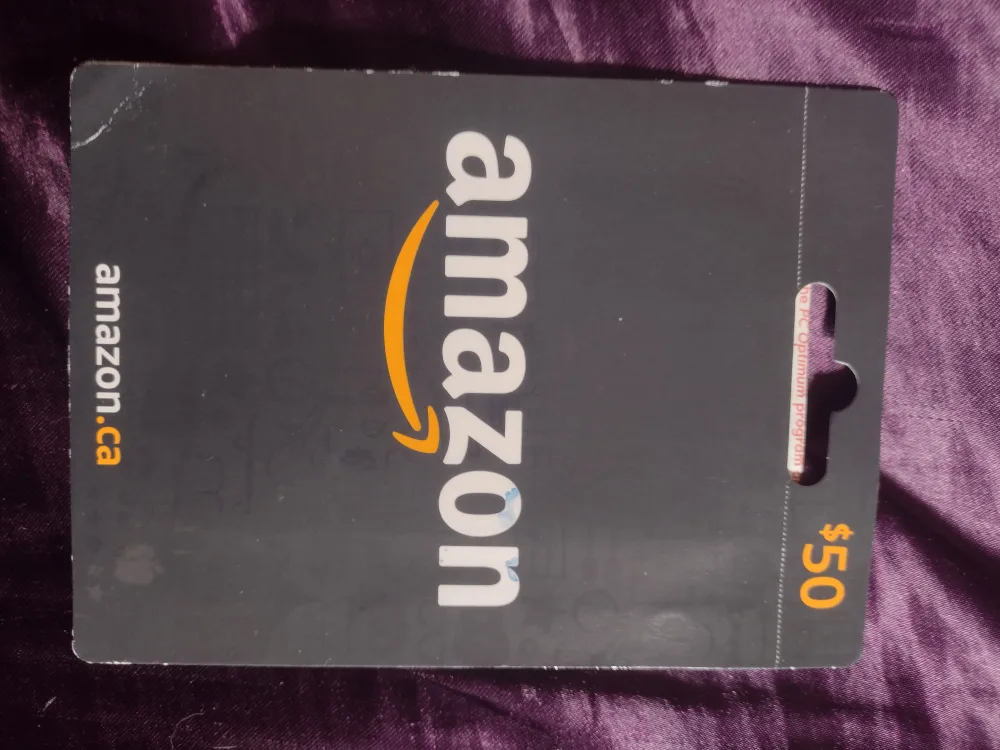 $50
he PC Optimum program
amazon
amazon.ca